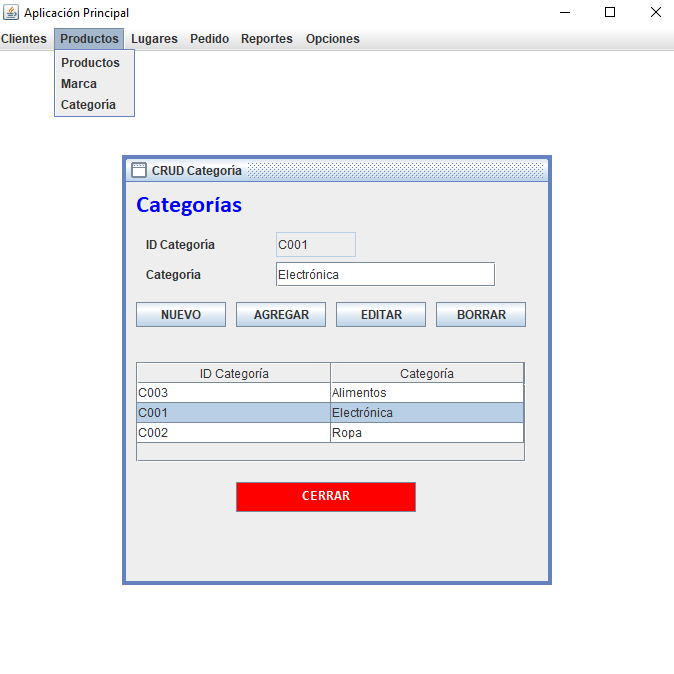 Aplicación Principal
Clientes Productos Lugares Pedido Reportes Opciones
Productos
Marca
Categoría
CRUD Categoría
Categorías
ID Categoría C001
Categoría Electrónica
NUEVO AGREGAR EDITAR BORRAR
ID Categoría Categoría
C003 Alimentos
C001 Electrónica
C002 Ropa
CERRAR